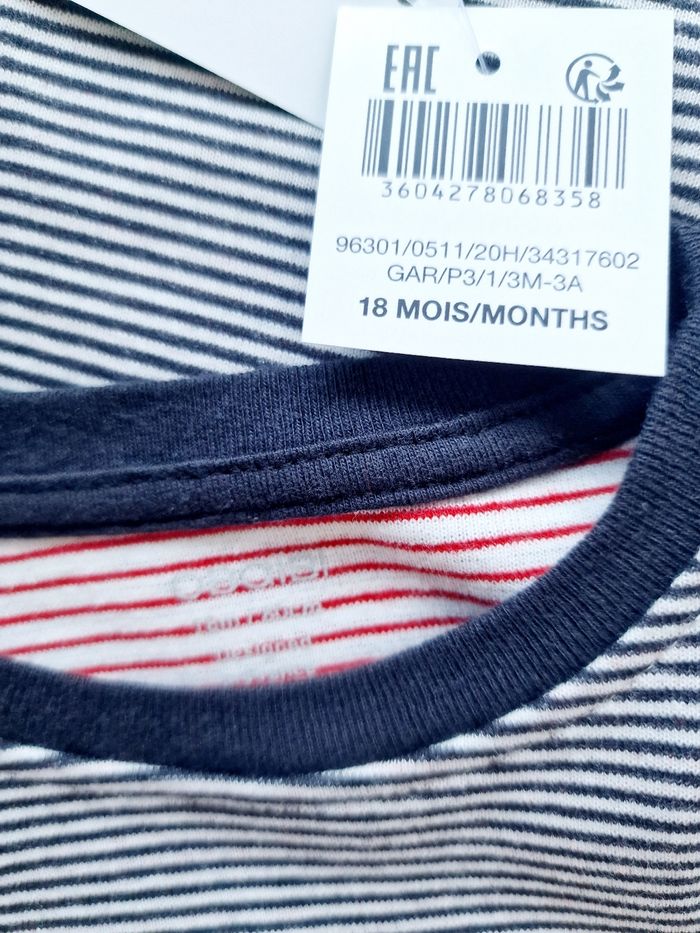 EAC
3604278068358
96301/0511/20H/34317602
GAR/P3/1/3M-3A
18 MOIS/MONTHS